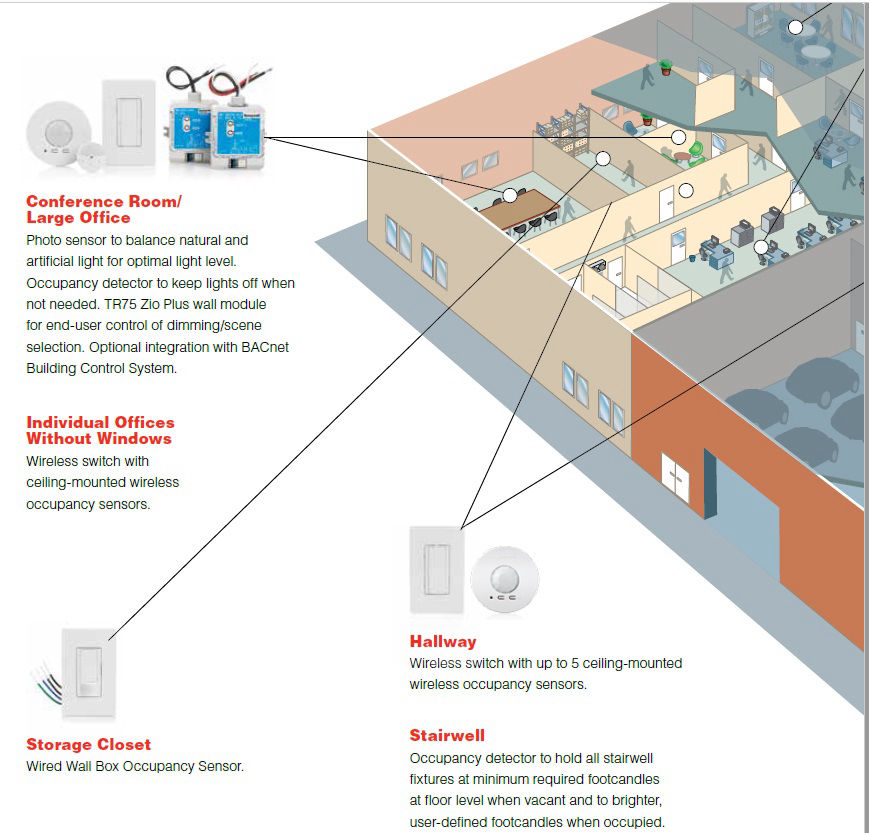 Conference Room/
Large Office
Photo sensor to balance natural and
artificial light for optimal light level.
Occupancy detector to keep lights off when
not needed. TR75 Zio Plus wall module
for end-user control of dimming/scene
selection. Optional integration with BACnet
Building Control System.
Individual Offices
Without Windows
Wireless switch with
ceiling-mounted wireless
occupancy sensors.
Storage Closet
Wired Wall Box Occupancy Sensor.
Hallway
Wireless switch with up to 5 ceiling-mounted
wireless occupancy sensors.
Stairwell
Occupancy detector to hold all stairwell
fixtures at minimum required footcandles
at floor level when vacant and to brighter,
user-defined footcandles when occupied.